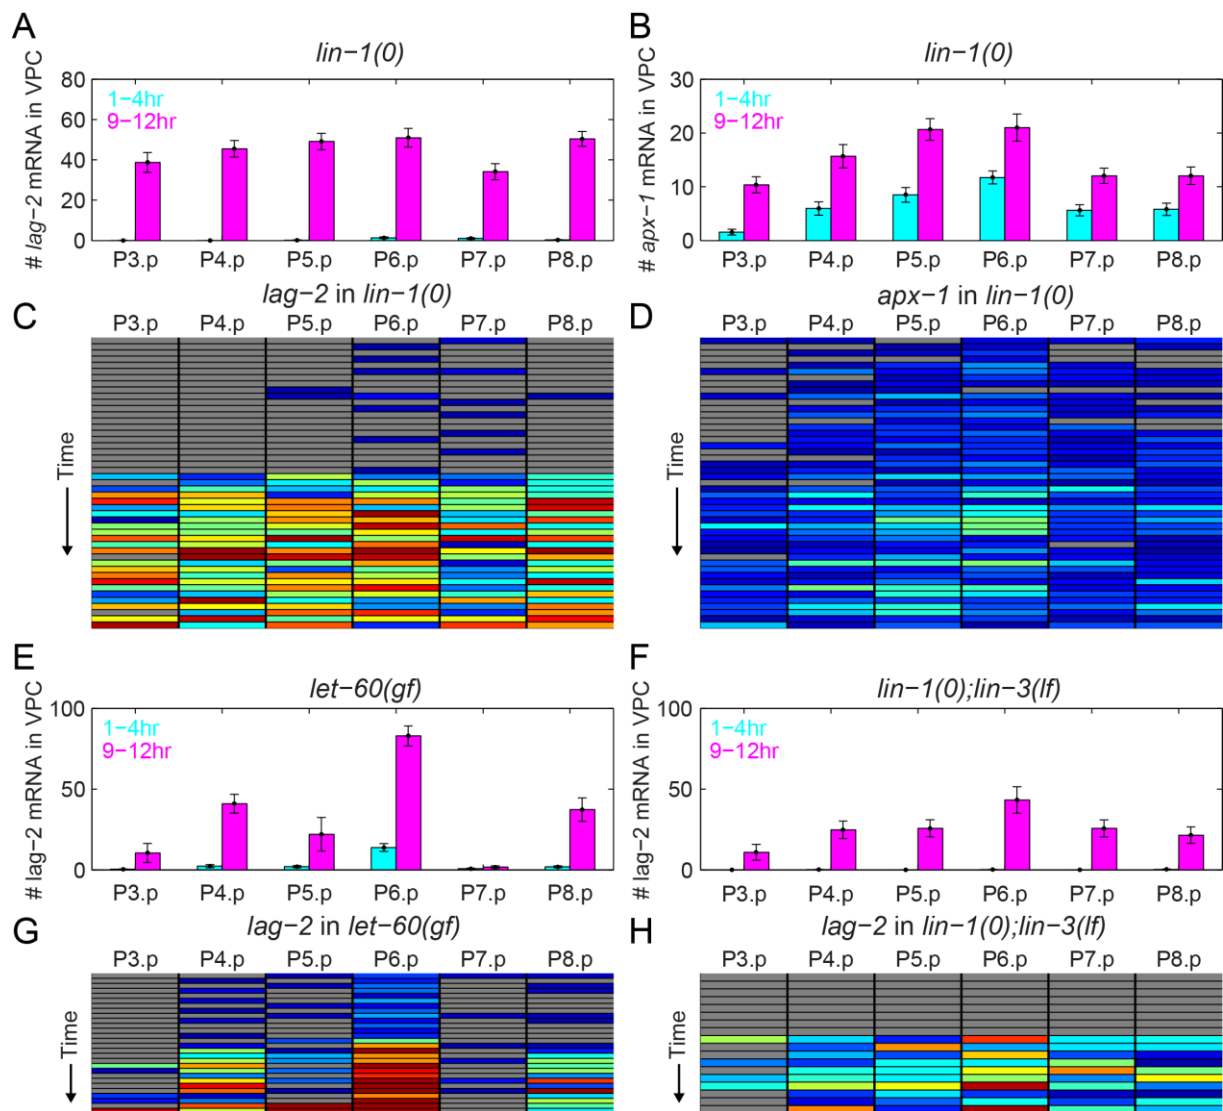 A
lin−1(0)
# lag-2 mRNA in VPC
80
60
40
20
0
1−4hr
9−12hr
P3.p P4.p P5.p P6.p P7.p P8.p
B
lin−1(0)
# apx-1 mRNA in VPC
30
20
10
0
1−4hr
9−12hr
P3.p P4.p P5.p P6.p P7.p P8.p
C
lag-2 in lin−1(0)
P3.p P4.p P5.p P6.p P7.p P8.p
Time
D
apx-1 in lin−1(0)
P3.p P4.p P5.p P6.p P7.p P8.p
Time
E
let−60(gf)
# lag-2 mRNA in VPC
100
50
0
1−4hr
9−12hr
P3.p P4.p P5.p P6.p P7.p P8.p
F
lin−1(0);lin−3(lf)
# lag-2 mRNA in VPC
100
50
0
1−4hr
9−12hr
P3.p P4.p P5.p P6.p P7.p P8.p
G
lag-2 in let-60(gf)
P3.p P4.p P5.p P6.p P7.p P8.p
Time
H
lag-2 in lin−1(0);lin−3(lf)
P3.p P4.p P5.p P6.p P7.p P8.p
Time